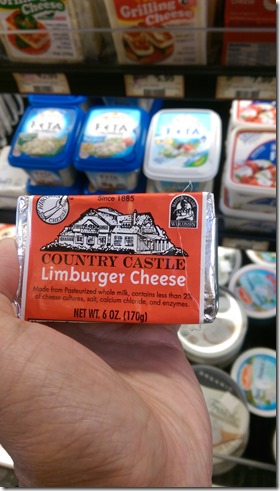 Grilling
Cheese
Grilling
Cheese
FETA
FETA
Since 1885
WISCONSIN
COUNTRY CASTLE
Limburger Cheese
Made from Pasteurized whole milk, contains less than 2%
of cheese cultures, salt, calcium chloride, and enzymes.
NET WT. 6 OZ. (170g)